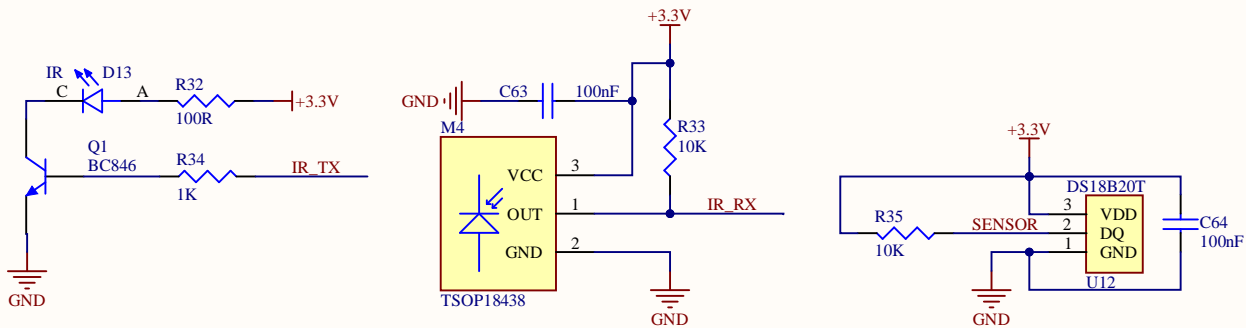 IR D13
C A
R32
100R
+3.3V
Q1
BC846
R34
1K
IR_TX
GND
+3.3V
GND
C63 100nF
M4
R33
10K
VCC 3
OUT 1
IR_RX
GND 2
TSOP18438
GND
+3.3V
DS18B20T
R35
10K
SENSOR
3 VDD
2 DQ
1 GND
C64
100nF
U12
GND